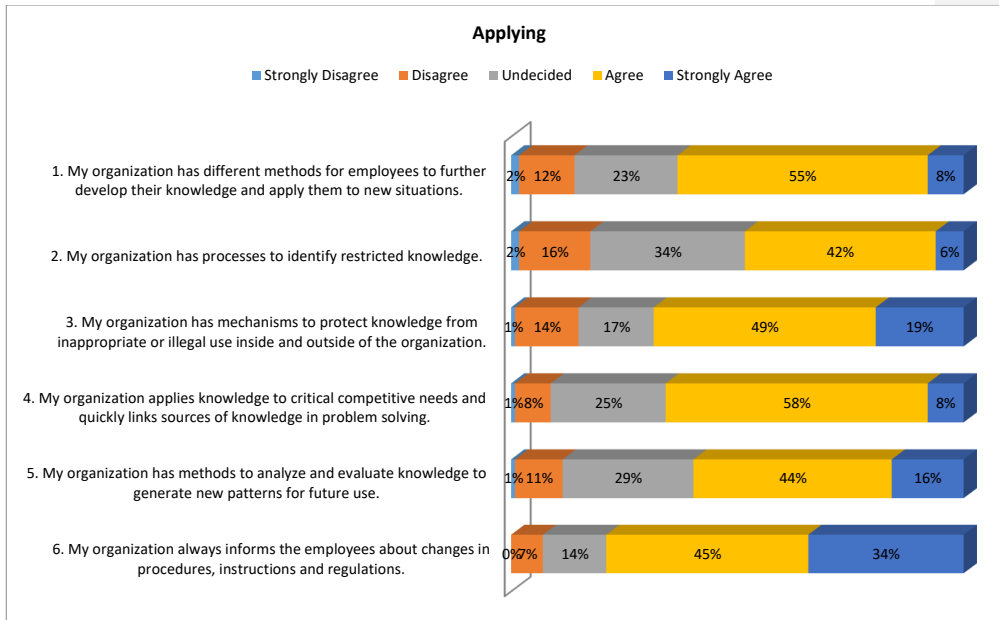 Applying
Strongly Disagree Disagree Undecided Agree Strongly Agree
1. My organization has different methods for employees to further
develop their knowledge and apply them to new situations.
2% 12% 23% 55% 8%
2. My organization has processes to identify restricted knowledge.
2% 16% 34% 42% 6%
3. My organization has mechanisms to protect knowledge from
inappropriate or illegal use inside and outside of the organization.
1% 14% 17% 49% 19%
4. My organization applies knowledge to critical competitive needs and
quickly links sources of knowledge in problem solving.
1% 8% 25% 58% 8%
5. My organization has methods to analyze and evaluate knowledge to
generate new patterns for future use.
1% 11% 29% 44% 16%
6. My organization always informs the employees about changes in
procedures, instructions and regulations.
0% 7% 14% 45% 34%